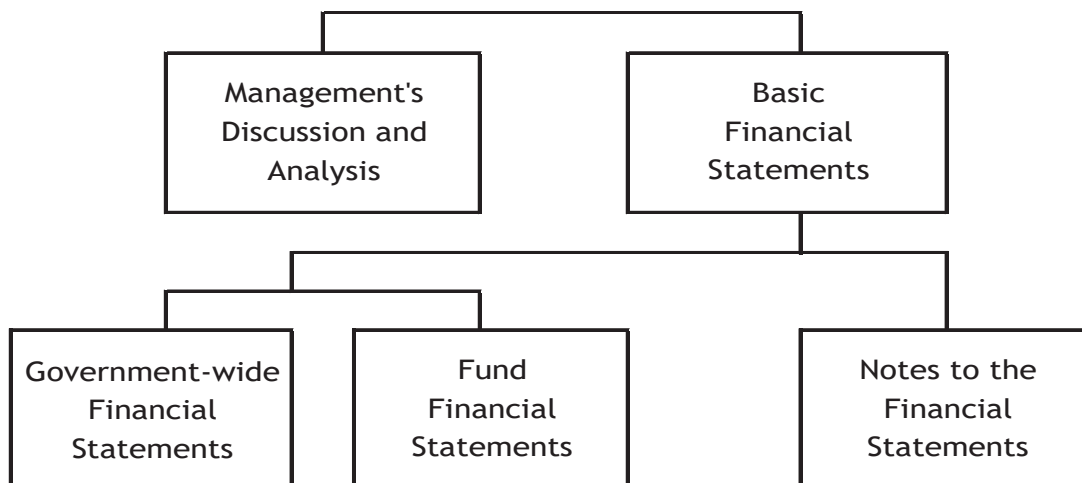 Management's
Discussion and
Analysis
Basic
Financial
Statements
Government-wide
Financial
Statements
Fund
Financial
Statements
Notes to the
Financial
Statements